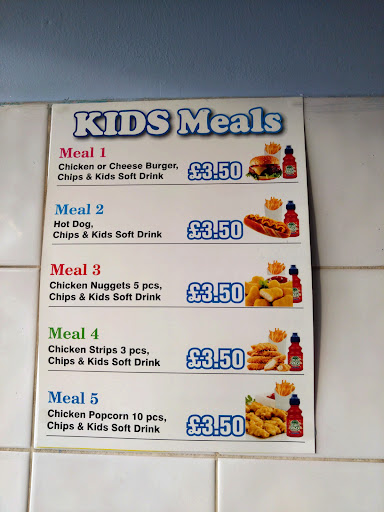 KIDS Meals
Meal 1
Chicken or Cheese Burger,
Chips & Kids Soft Drink
£3.50
Meal 2
Hot Dog,
Chips & Kids Soft Drink
£3.50
Meal 3
Chicken Nuggets 5 pcs,
Chips & Kids Soft Drink
£3.50
Meal 4
Chicken Strips 3 pcs,
Chips & Kids Soft Drink
£3.50
Meal 5
Chicken Popcorn 10 pcs,
Chips & Kids Soft Drink
£3.50